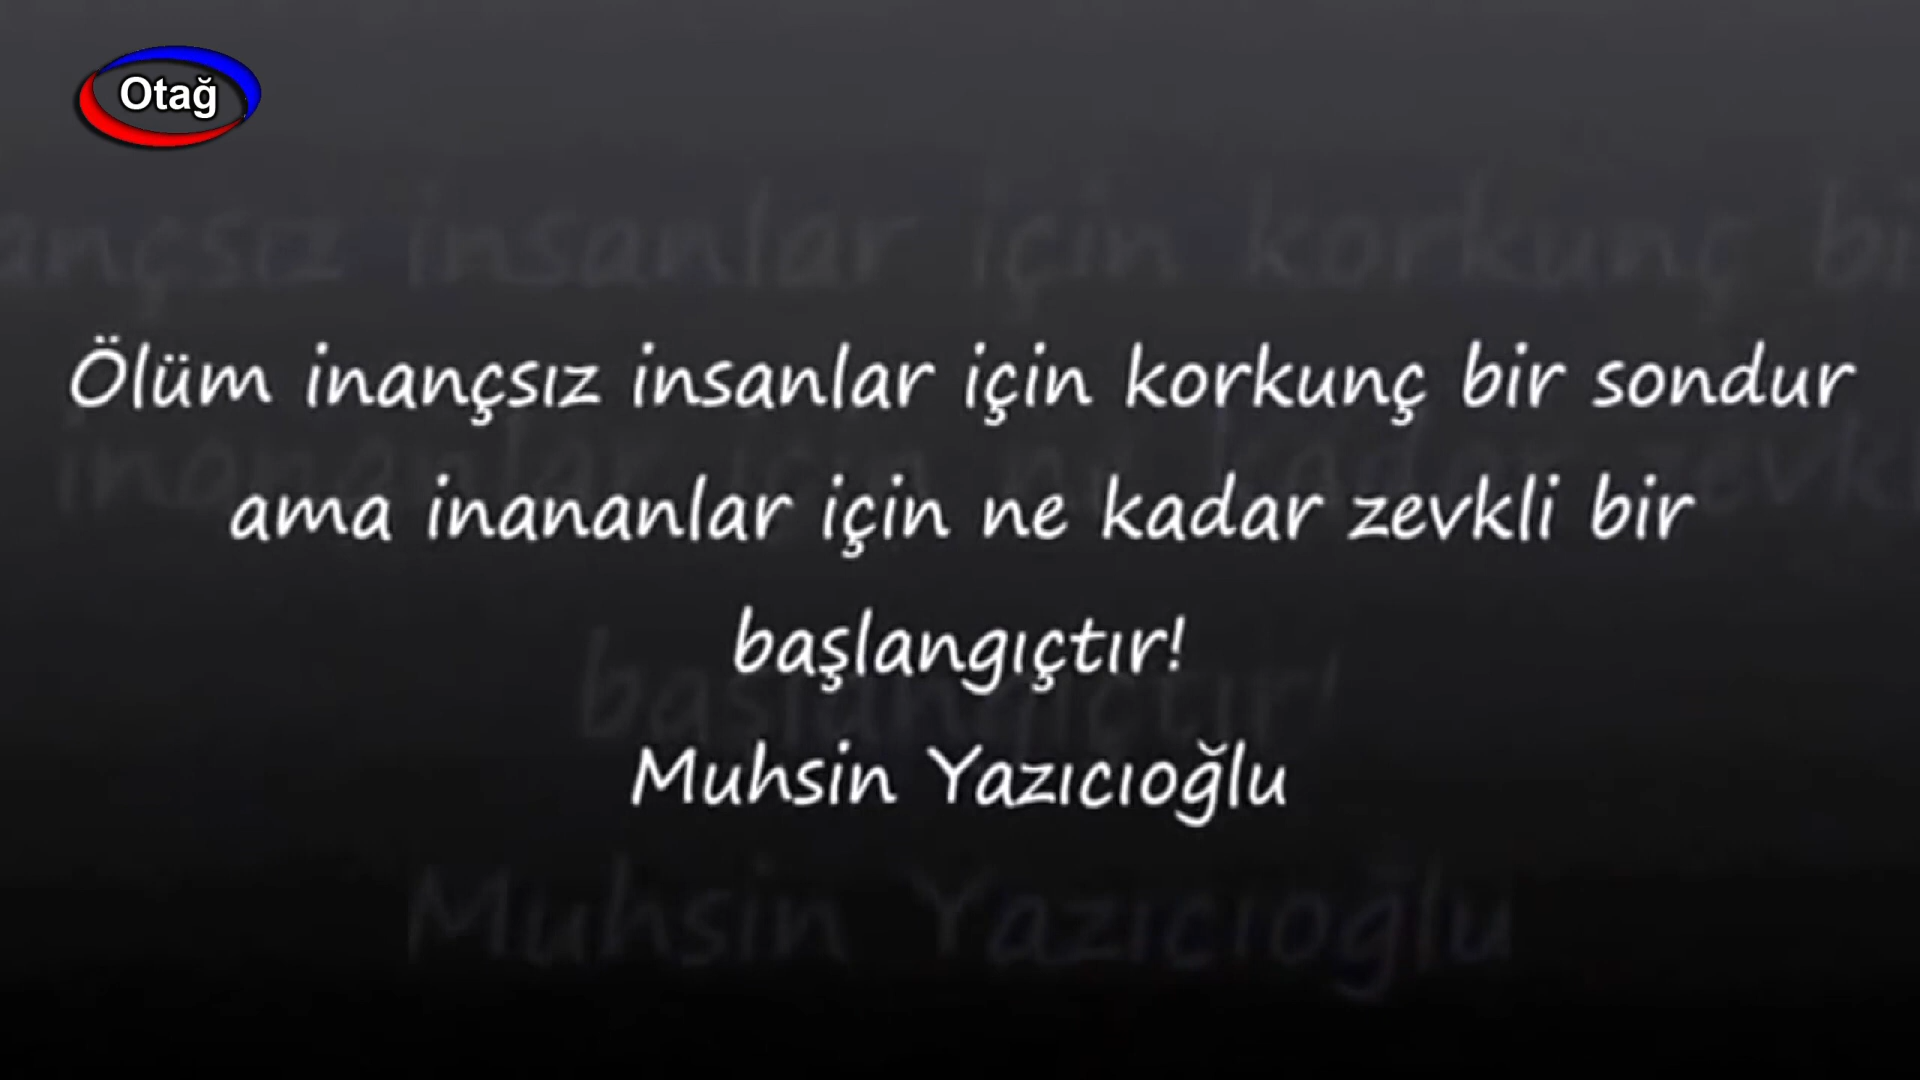 Otağ
Ölüm inançsız insanlar için korkunç bir sondur
ama inananlar için ne kadar zevkli bir
başlangıçtır!
Muhsin Yazıcıoğlu